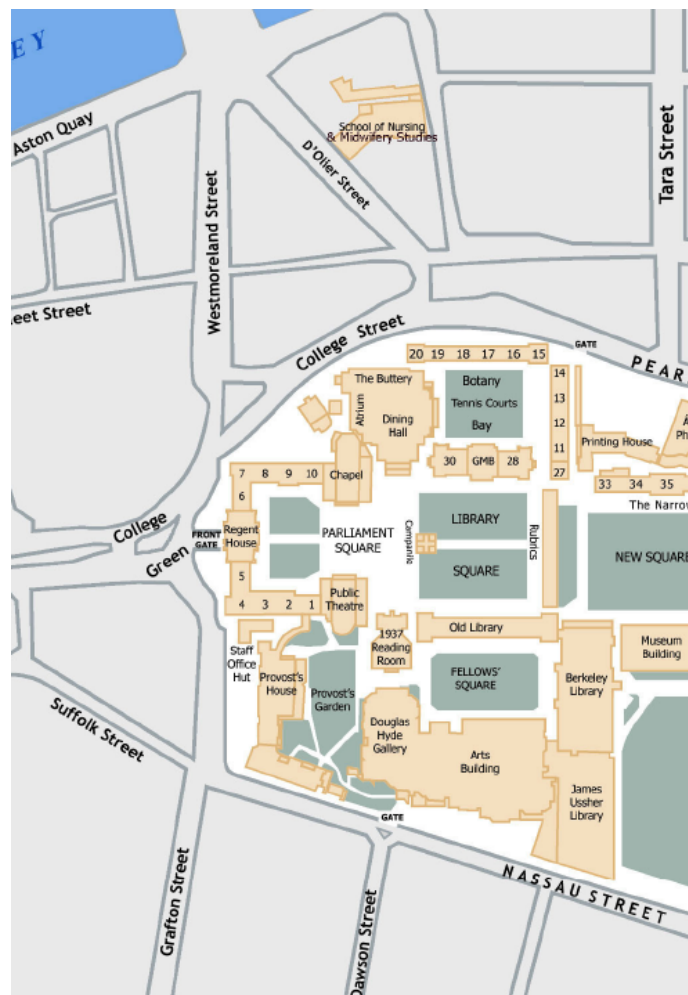 EY
Aston Quay
School of Nursing
& Midwifery Studies
D'Olier Street
Tara Street
Westmoreland Street
eet Street
College Street
GATE
PEAR
20 19 18 17 16 15
The Buttery
Atrium
Dining
Hall
Botany
Tennis Courts
Bay
14
13
12
11
27
Printing House
Ph
33 34 35
The Narrow
30 GMB 28
7 8 9 10
Chapel
6
College
Green
FRONT
GATE
Regent
House
PARLIAMENT
SQUARE
Campanile
LIBRARY
SQUARE
Rubrics
NEW SQUARE
5
4 3 2 1
Public
Theatre
Staff
Office
Hut
1937
Reading
Room
Old Library
Museum
Building
Provost's
House
Provost's
Garden
FELLOWS'
SQUARE
Berkeley
Library
Douglas
Hyde
Gallery
Arts
Building
James
Ussher
Library
Suffolk Street
GATE
NASSAU STREET
Grafton Street
Dawson Street